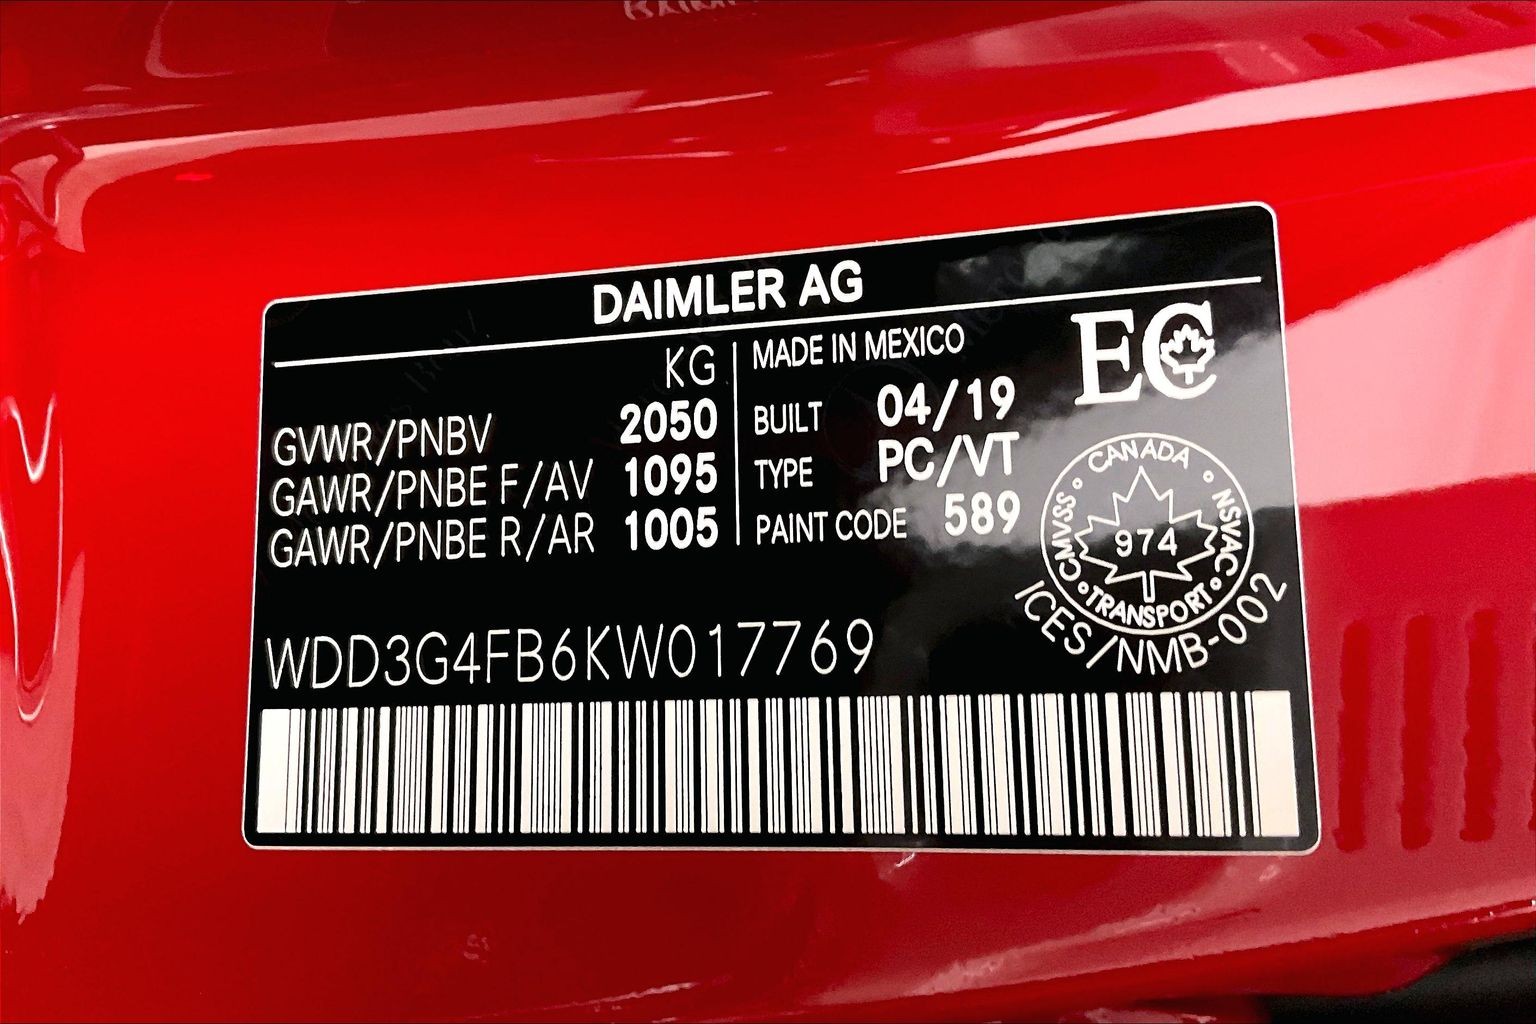 DAIMLER AG
KG
GVWR/PNBV 2050
GAWR/PNBE F/AV 1095
GAWR/PNBE R/AR 1005
MADE IN MEXICO
BUILT 04/19
TYPE PC/VT
PAINT CODE 589
EC
CANADA
CMVSS NSVAC
974
TRANSPORT
ICES/NMB-002
WDD3G4FB6KW017769